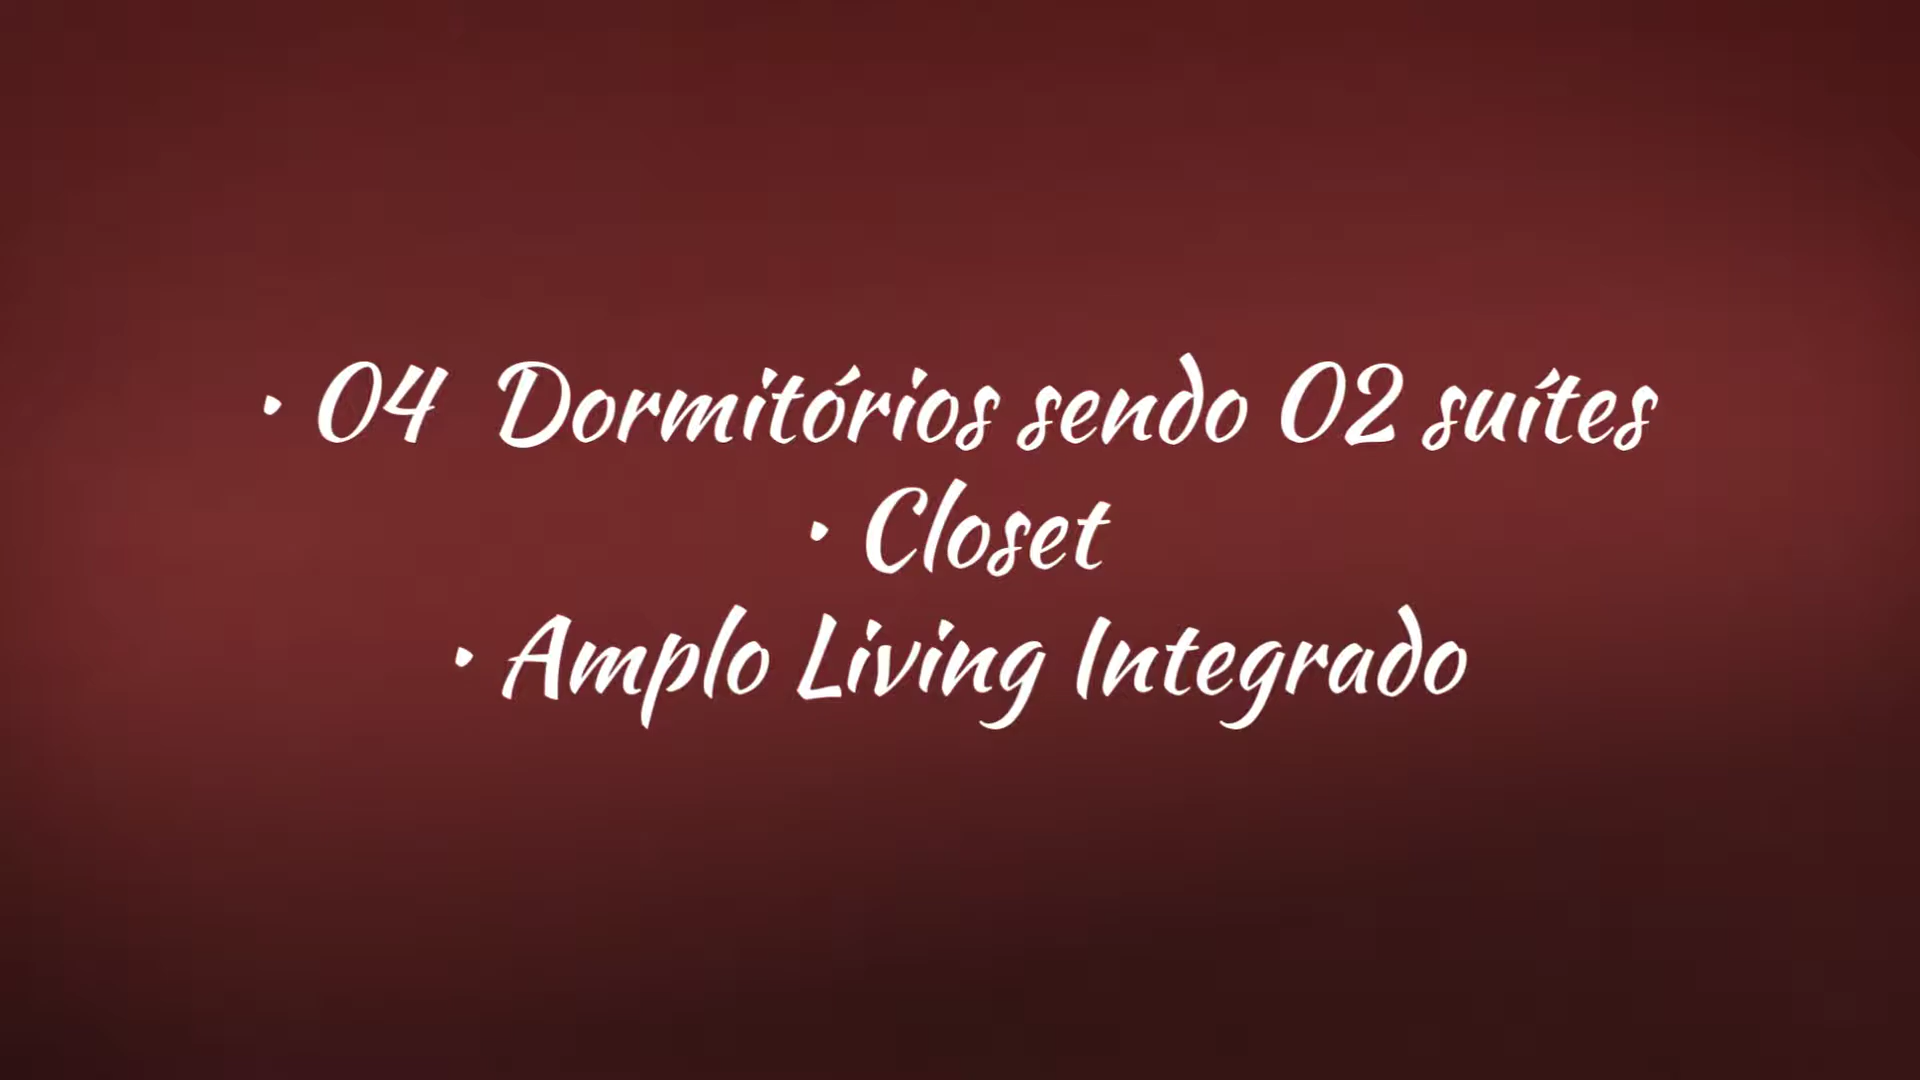 • 04 Dormitórios sendo 02 suítes
• Closet
• Amplo Living Integrado